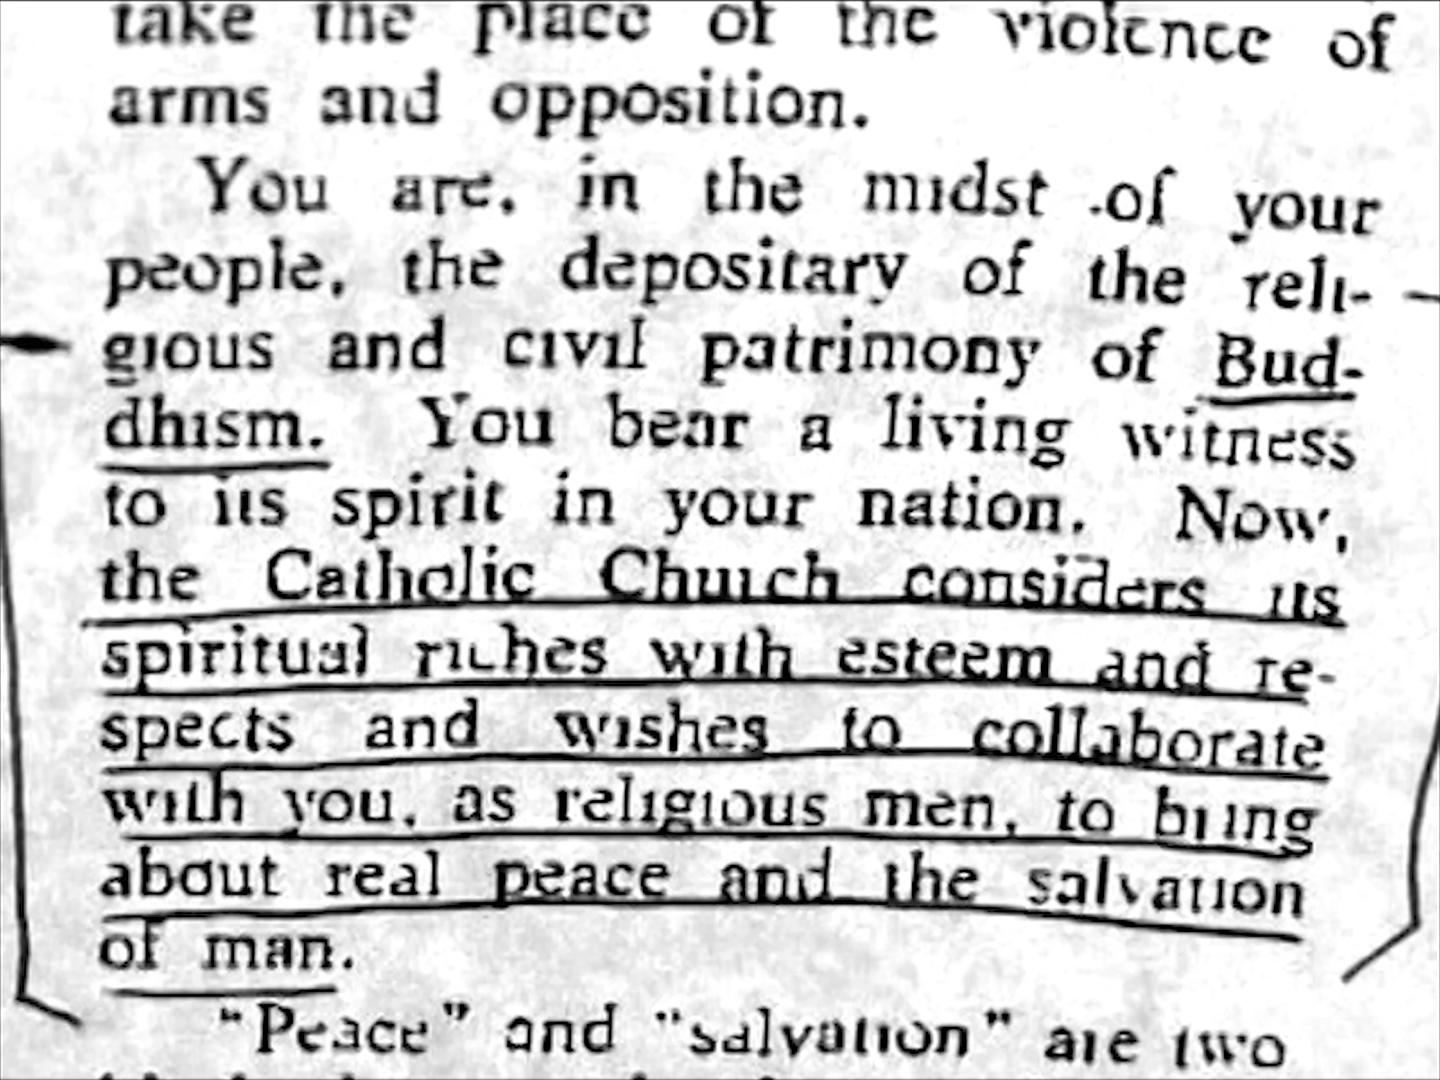 take the place of the violence of
arms and opposition.
You are, in the midst of your
people, the depositary of the reli-
gious and civil patrimony of Bud-
dhism. You bear a living witness
to its spirit in your nation. Now,
the Catholic Church considers its
spiritual riches with esteem and re-
spects and wishes to collaborate
with you, as religious men, to bring
about real peace and the salvation
of man.
"Peace" and "salvation" are two